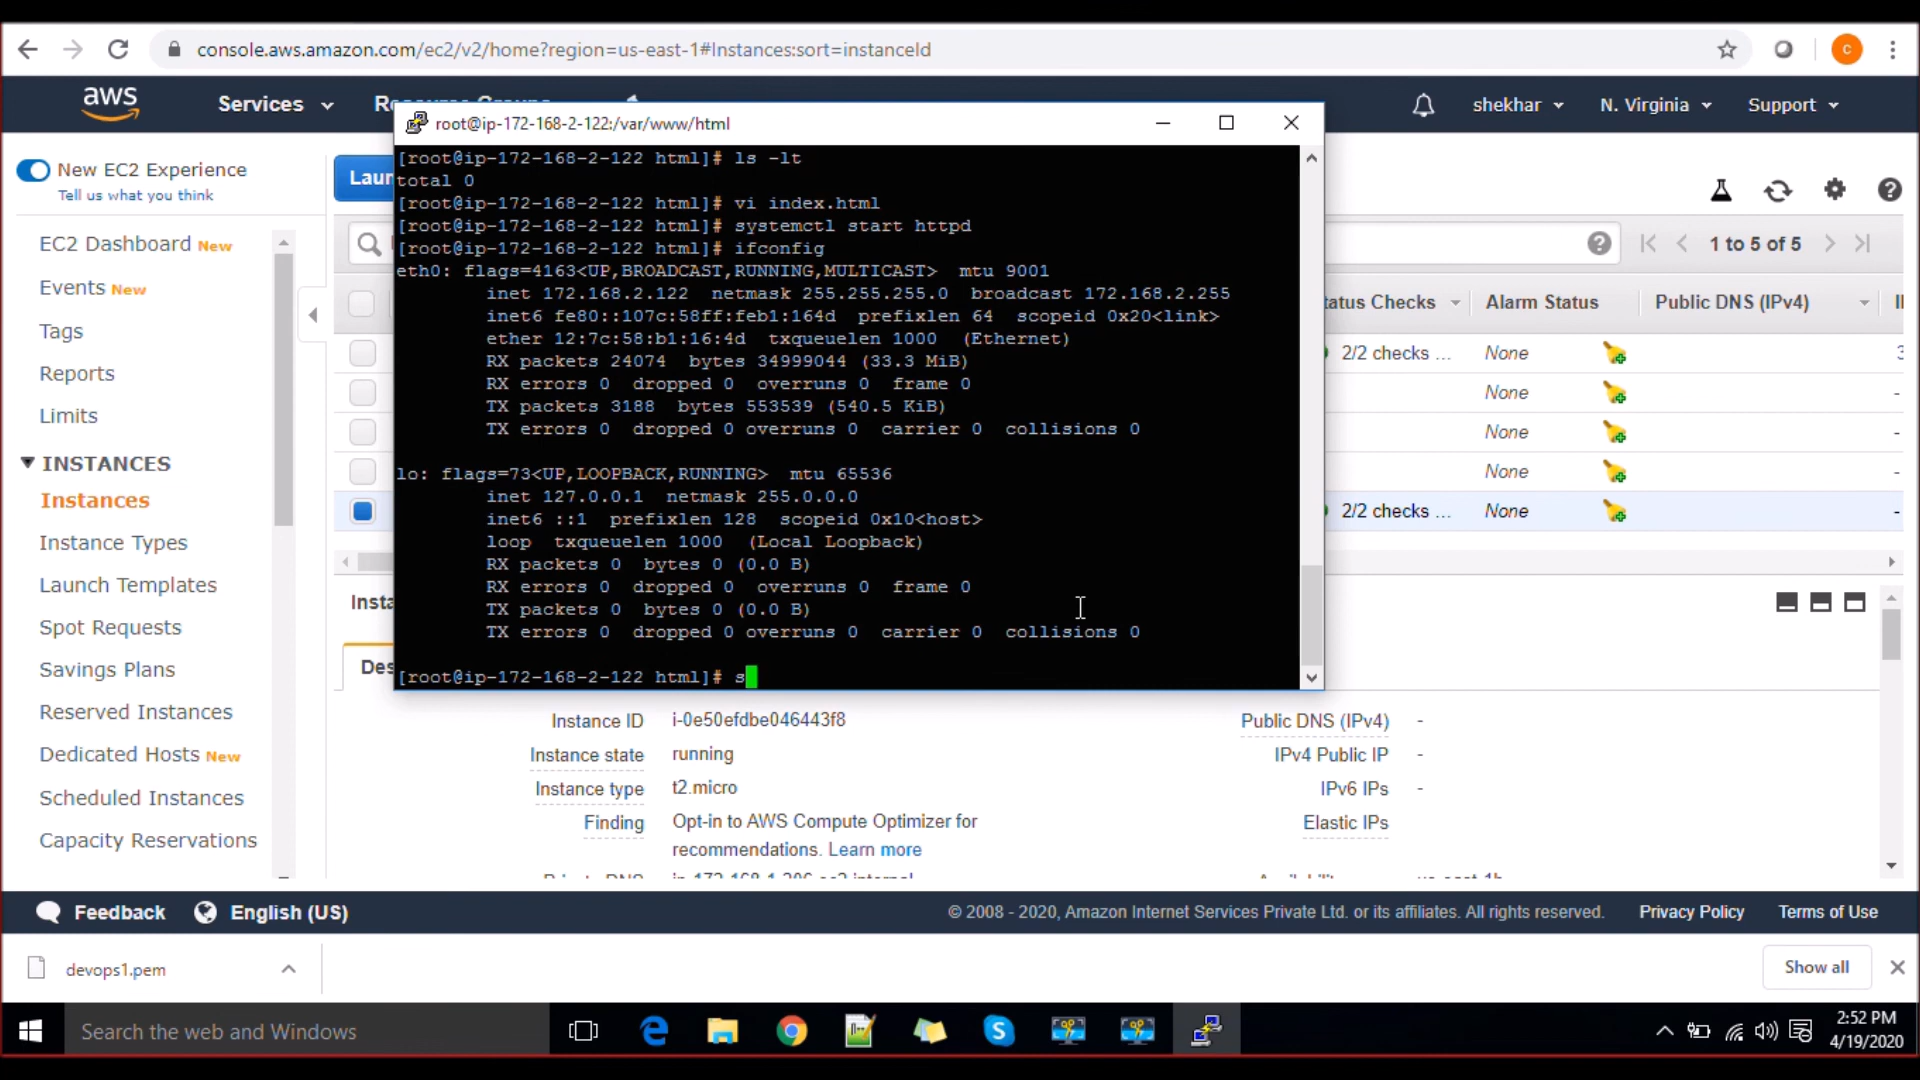 console.aws.amazon.com/ec2/v2/home?region=us-east-1#Instances:sort=instanceId
c
aws
Services
shekhar
N. Virginia
Support
root@ip-172-168-2-122:/var/www/html
New EC2 Experience
Tell us what you think
EC2 Dashboard New
Events New
Tags
Reports
Limits
INSTANCES
Instances
Instance Types
Launch Templates
Spot Requests
Savings Plans
Reserved Instances
Dedicated Hosts New
Scheduled Instances
Capacity Reservations
Laun
[root@ip-172-168-2-122 html]# ls -lt
total 0
[root@ip-172-168-2-122 html]# vi index.html
[root@ip-172-168-2-122 html]# systemctl start httpd
[root@ip-172-168-2-122 html]# ifconfig
eth0: flags=4163<UP,BROADCAST,RUNNING,MULTICAST>  mtu 9001
inet 172.168.2.122  netmask 255.255.255.0  broadcast 172.168.2.255
inet6 fe80::107c:58ff:feb1:164d  prefixlen 64  scopeid 0x20<link>
ether 12:7c:58:b1:16:4d  txqueuelen 1000  (Ethernet)
RX packets 24074  bytes 34999044 (33.3 MiB)
RX errors 0  dropped 0  overruns 0  frame 0
TX packets 3188  bytes 553539 (540.5 KiB)
TX errors 0  dropped 0 overruns 0  carrier 0  collisions 0
lo: flags=73<UP,LOOPBACK,RUNNING>  mtu 65536
inet 127.0.0.1  netmask 255.0.0.0
inet6 ::1  prefixlen 128  scopeid 0x10<host>
loop  txqueuelen 1000  (Local Loopback)
RX packets 0  bytes 0 (0.0 B)
RX errors 0  dropped 0  overruns 0  frame 0
TX packets 0  bytes 0 (0.0 B)
TX errors 0  dropped 0 overruns 0  carrier 0  collisions 0
[root@ip-172-168-2-122 html]# s
1 to 5 of 5
tatus Checks
Alarm Status
Public DNS (IPv4)
2/2 checks ...
None
None
-
None
-
None
-
2/2 checks ...
None
-
Insta
Des
Instance ID
i-0e50efdbe046443f8
Public DNS (IPv4)
-
Instance state
running
IPv4 Public IP
-
Instance type
t2.micro
IPv6 IPs
-
Finding
Opt-in to AWS Compute Optimizer for
recommendations. Learn more
Elastic IPs
Feedback
English (US)
© 2008 - 2020, Amazon Internet Services Private Ltd. or its affiliates. All rights reserved.
Privacy Policy
Terms of Use
devops1.pem
Show all
Search the web and Windows
2:52 PM
4/19/2020